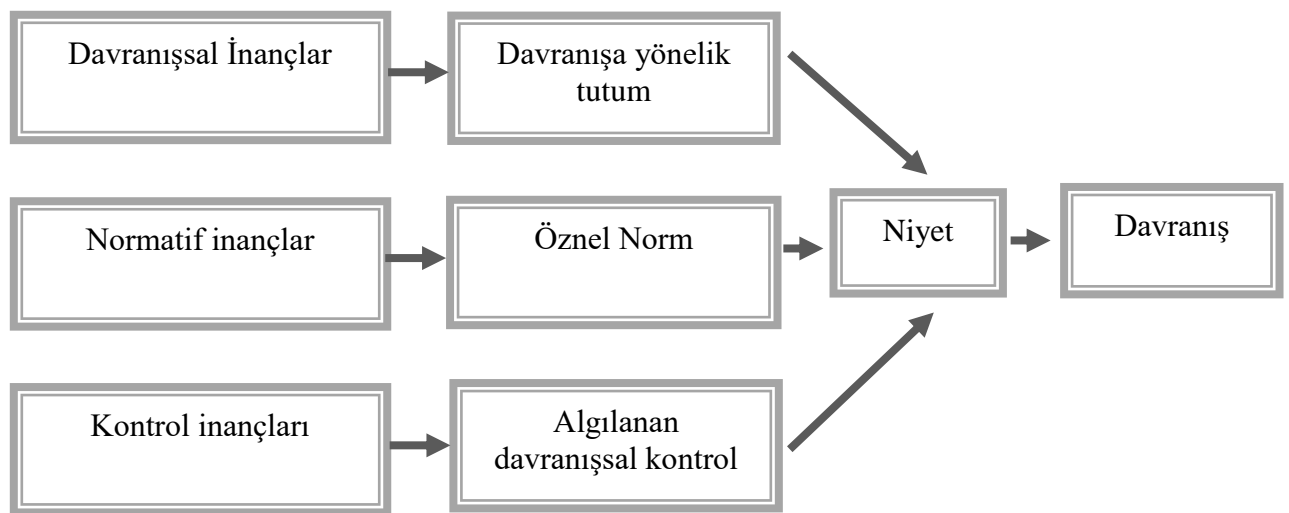 Davranışsal İnançlar
Davranışa yönelik
tutum
Normatif inançlar
Öznel Norm
Niyet
Davranış
Kontrol inançları
Algılanan
davranışsal kontrol